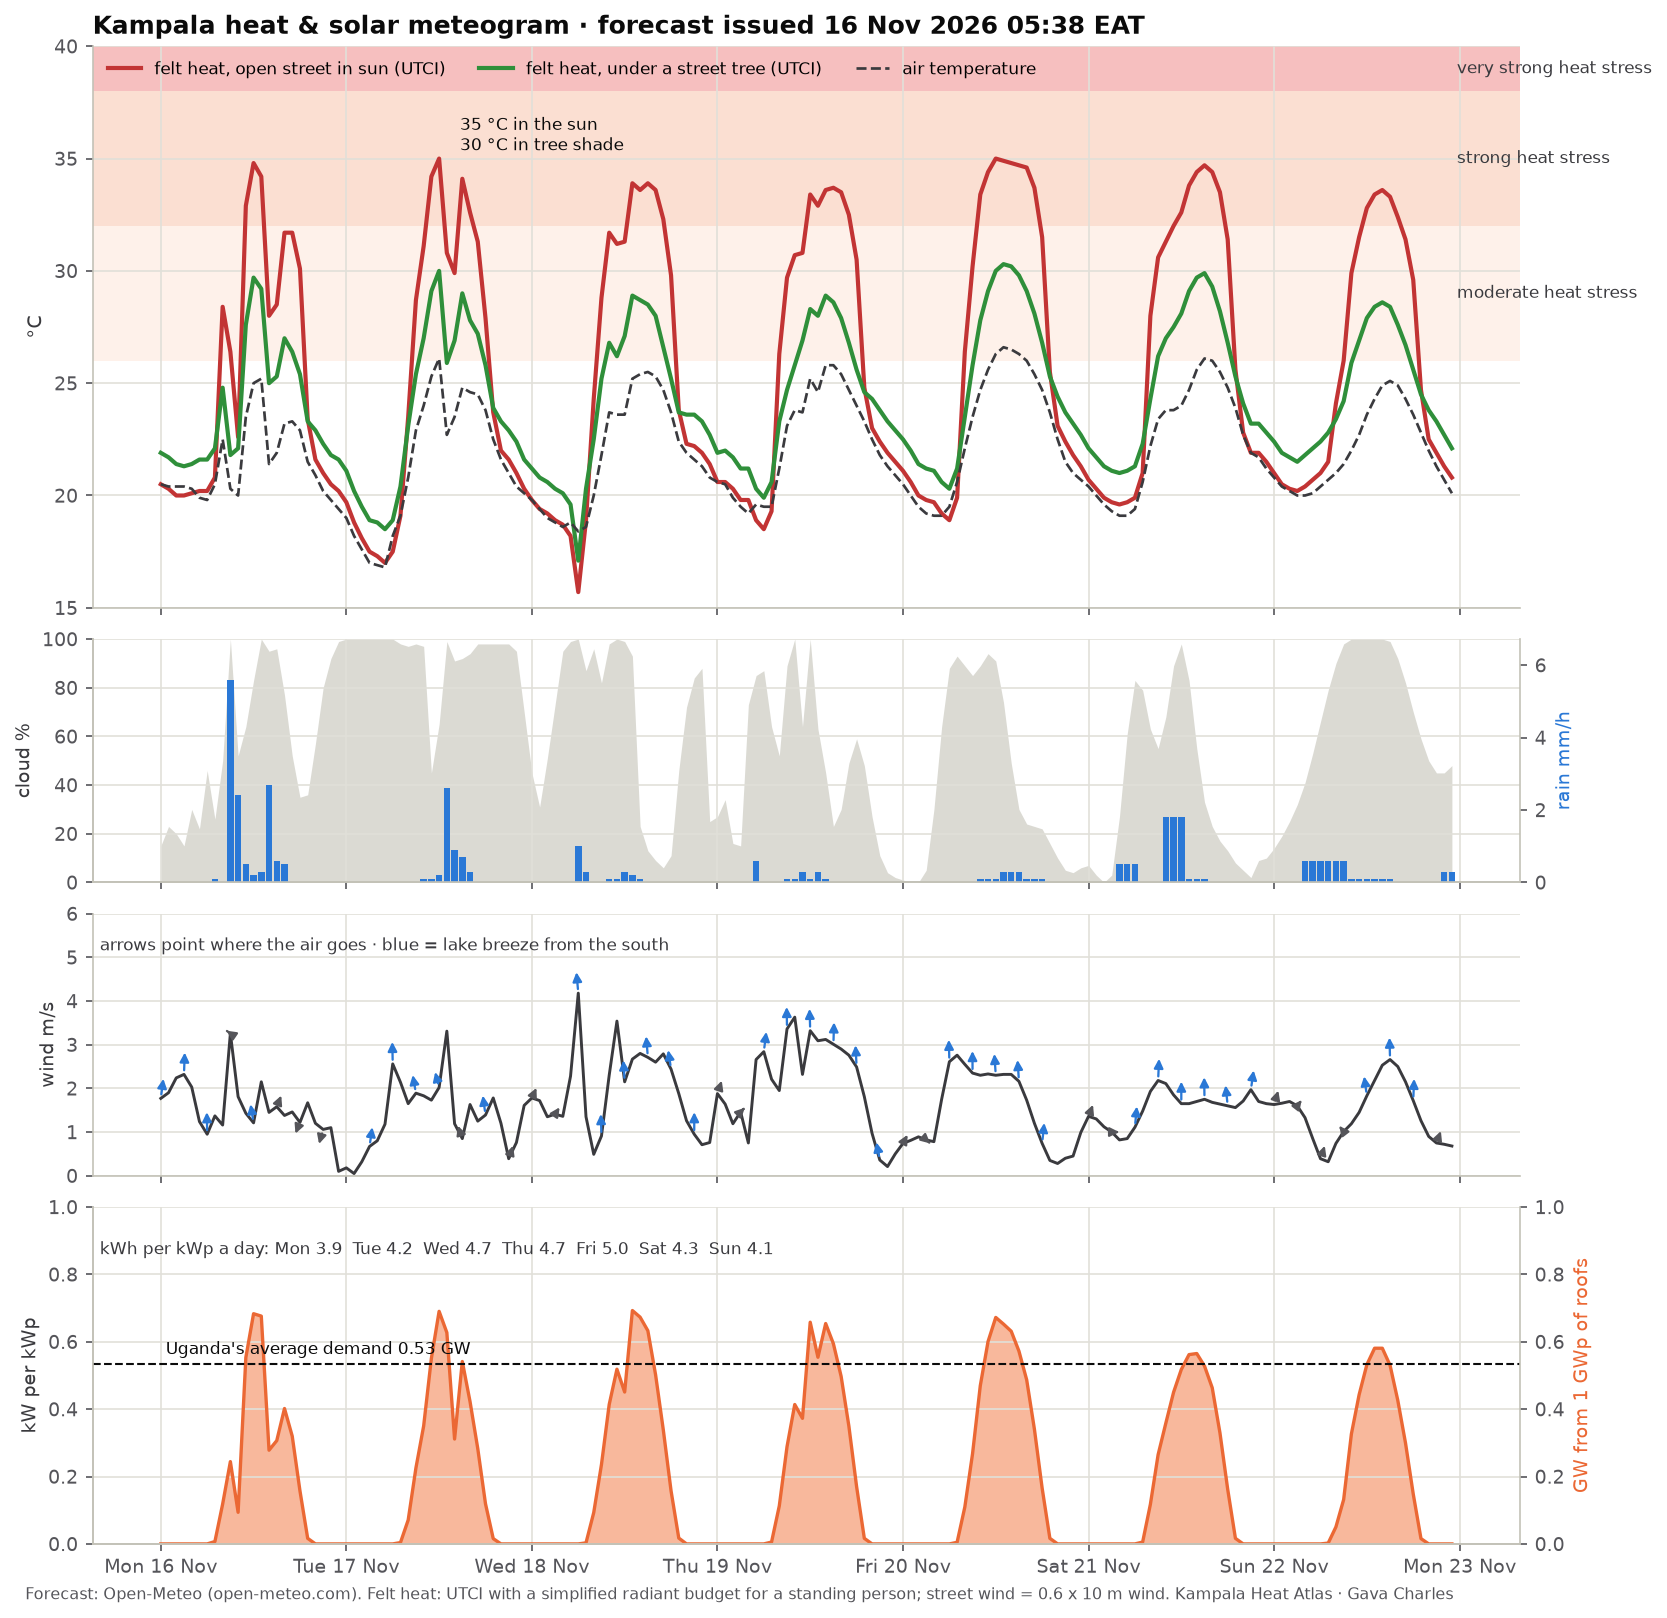 Kampala heat & solar meteogram · forecast issued 16 Nov 2026 05:38 EAT
felt heat, open street in sun (UTCI)
felt heat, under a street tree (UTCI)
air temperature
very strong heat stress
35 °C in the sun
30 °C in tree shade
strong heat stress
moderate heat stress
°C
40
35
30
25
20
15
cloud %
100
80
60
40
20
0
6
4
2
0
rain mm/h
arrows point where the air goes · blue = lake breeze from the south
wind m/s
6
5
4
3
2
1
0
kWh per kWp a day: Mon 3.9 Tue 4.2 Wed 4.7 Thu 4.7 Fri 5.0 Sat 4.3 Sun 4.1
Uganda's average demand 0.53 GW
kW per kWp
1.0
0.8
0.6
0.4
0.2
0.0
1.0
0.8
0.6
0.4
0.2
0.0
GW from 1 GWp of roofs
Mon 16 Nov
Tue 17 Nov
Wed 18 Nov
Thu 19 Nov
Fri 20 Nov
Sat 21 Nov
Sun 22 Nov
Mon 23 Nov
Forecast: Open-Meteo (open-meteo.com). Felt heat: UTCI with a simplified radiant budget for a standing person; street wind = 0.6 x 10 m wind. Kampala Heat Atlas · Gava Charles